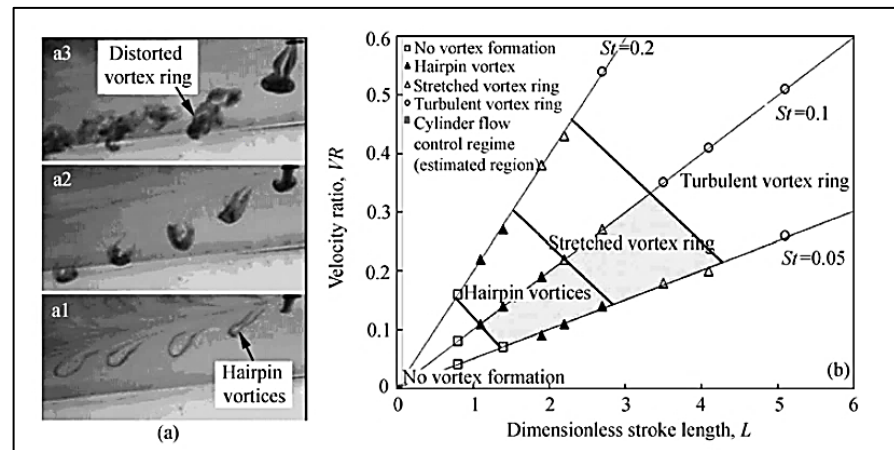 a3
Distorted
vortex ring
a2
a1
Hairpin
vortices
(a)
Velocity ratio, VR
0.6
0.5
0.4
0.3
0.2
0.1
0
No vortex formation
Hairpin vortex
Stretched vortex ring
Turbulent vortex ring
Cylinder flow
control regime
(estimated region)
St=0.2
St=0.1
Turbulent vortex ring
Stretched vortex ring
St=0.05
Hairpin vortices
No vortex formation
(b)
0 1 2 3 4 5 6
Dimensionless stroke length, L